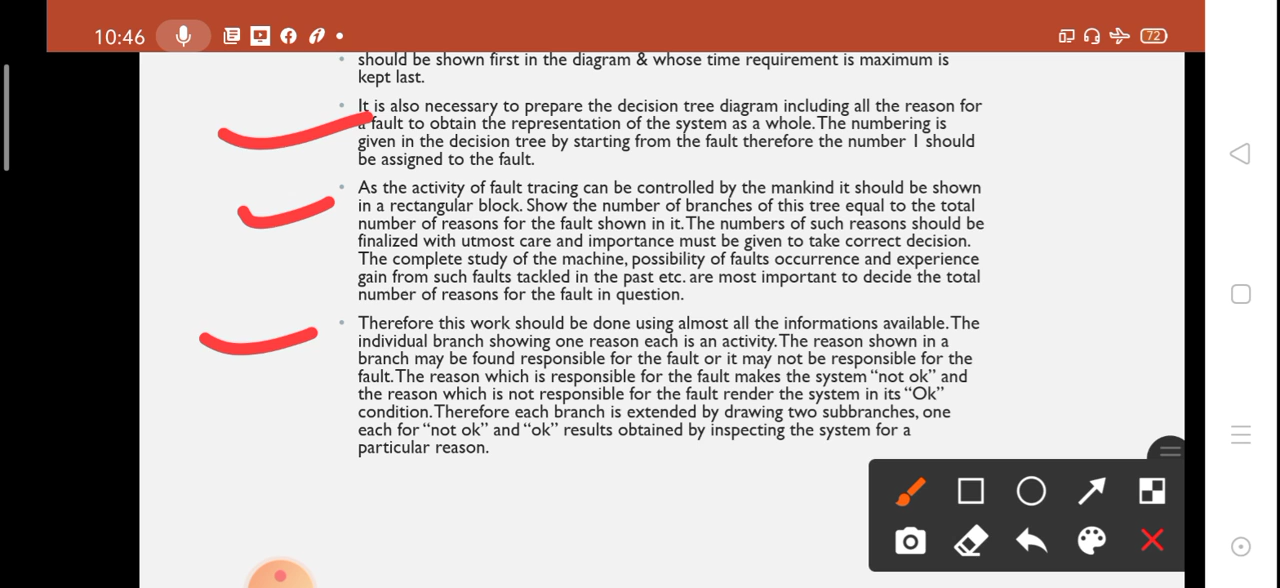 10:46
72
should be shown first in the diagram & whose time requirement is maximum is
kept last.
It is also necessary to prepare the decision tree diagram including all the reason for
a fault to obtain the representation of the system as a whole. The numbering is
given in the decision tree by starting from the fault therefore the number 1 should
be assigned to the fault.
As the activity of fault tracing can be controlled by the mankind it should be shown
in a rectangular block. Show the number of branches of this tree equal to the total
number of reasons for the fault shown in it. The numbers of such reasons should be
finalized with utmost care and importance must be given to take correct decision.
The complete study of the machine, possibility of faults occurrence and experience
gain from such faults tackled in the past etc. are most important to decide the total
number of reasons for the fault in question.
Therefore this work should be done using almost all the informations available. The
individual branch showing one reason each is an activity. The reason shown in a
branch may be found responsible for the fault or it may not be responsible for the
fault. The reason which is responsible for the fault makes the system “not ok” and
the reason which is not responsible for the fault render the system in its “Ok”
condition. Therefore each branch is extended by drawing two subbranches, one
each for “not ok” and “ok” results obtained by inspecting the system for a
particular reason.